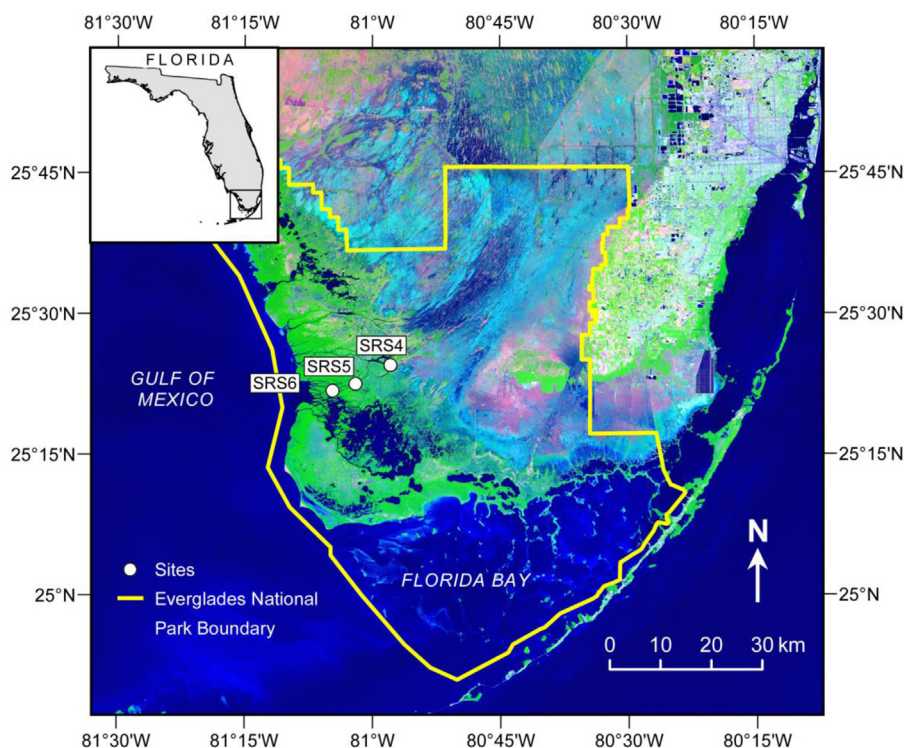 81°30'W 81°15'W 81°W 80°45'W 80°30'W 80°15'W
FLORIDA
25°45'N 25°45'N
25°30'N 25°30'N
SRS4
SRS5
SRS6
GULF OF
MEXICO
25°15'N 25°15'N
N
Sites
FLORIDA BAY
25°N 25°N
Everglades National
Park Boundary
0 10 20 30 km
81°30'W 81°15'W 81°W 80°45'W 80°30'W 80°15'W